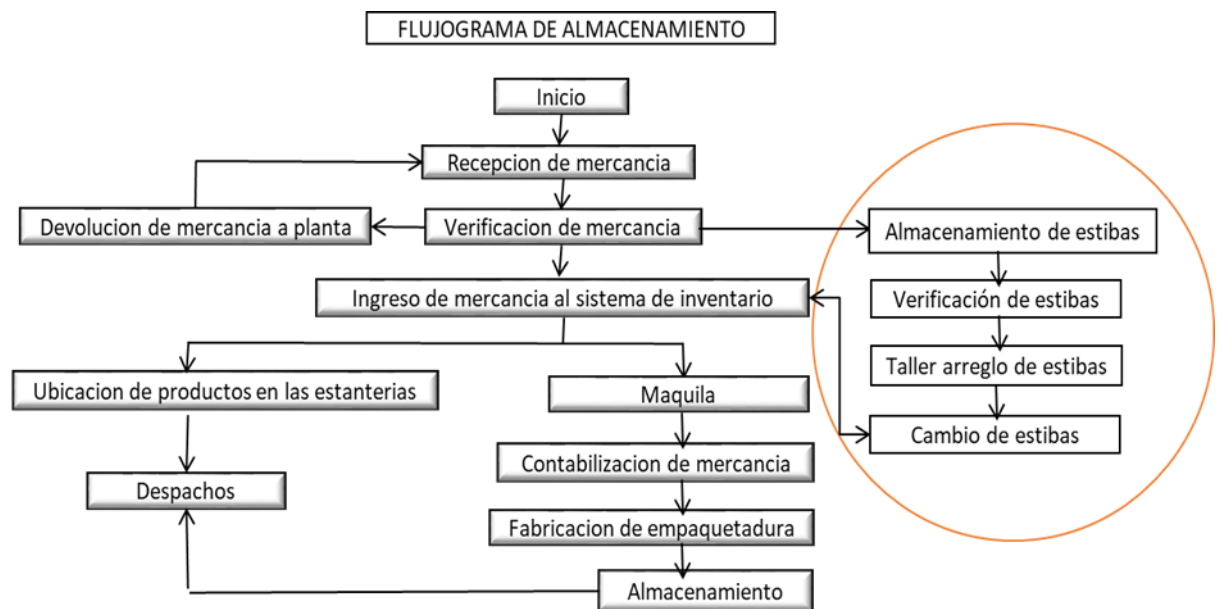 FLUJOGRAMA DE ALMACENAMIENTO
Inicio
Recepcion de mercancia
Devolucion de mercancia a planta
Verificacion de mercancia
Almacenamiento de estibas
Ingreso de mercancia al sistema de inventario
Verificación de estibas
Taller arreglo de estibas
Ubicacion de productos en las estanterias
Maquila
Cambio de estibas
Contabilizacion de mercancia
Despachos
Fabricacion de empaquetadura
Almacenamiento